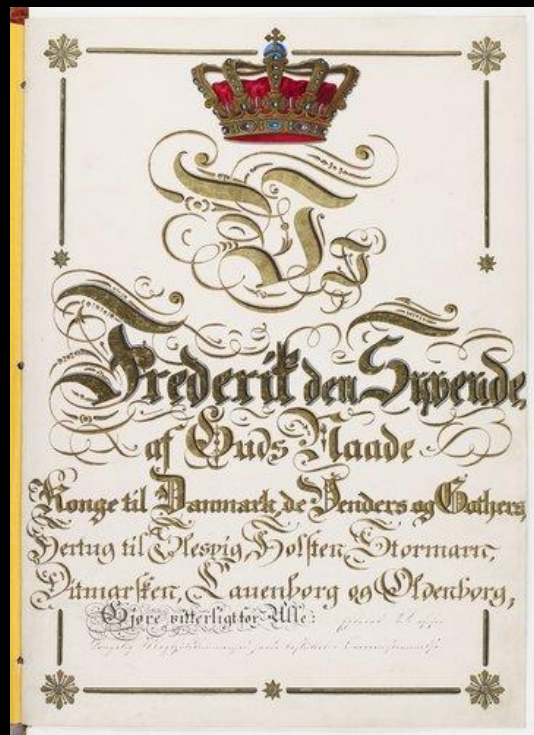 Vi
Frederik den Syvende
af Guds Naade
Konge til Danmark, de Venders og Gothers,
Hertug til Slesvig, Holsten, Stormarn,
Ditmarsken, Lauenborg og Oldenborg,
Gjøre vitterligt for Alle: